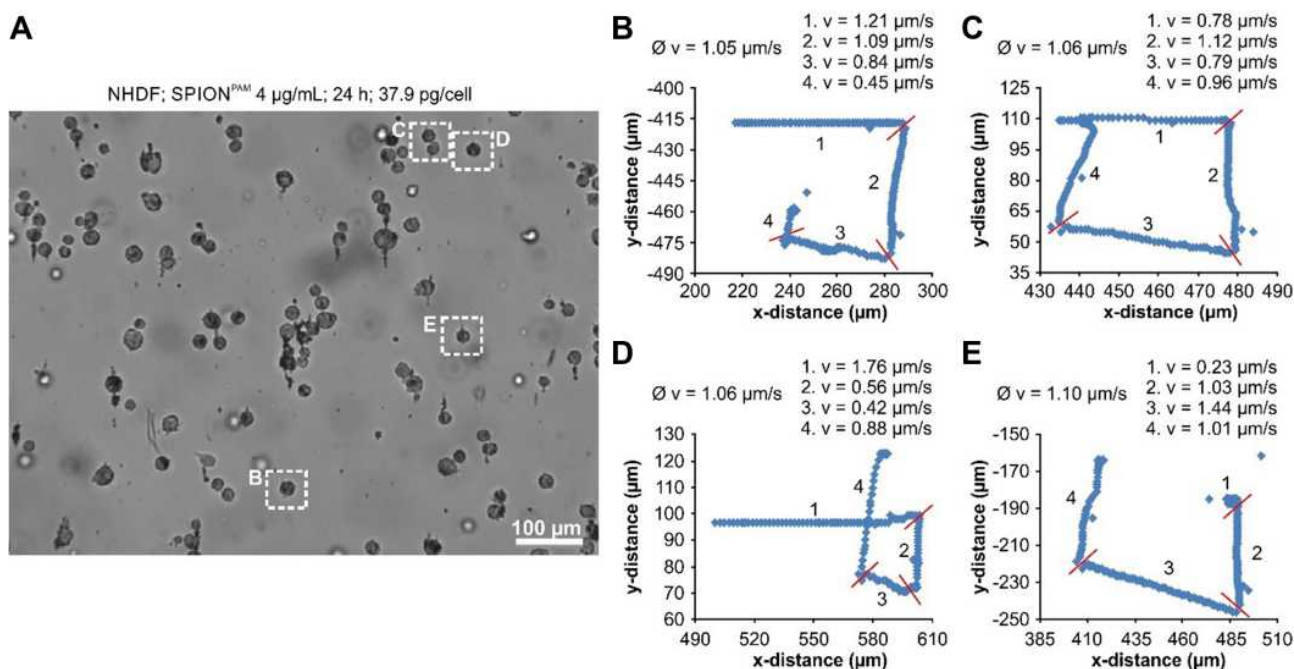 A
NHDF; SPIONᴾᴬᴹ 4 µg/mL; 24 h; 37.9 pg/cell
C
D
E
B
100 µm
B
Ø v = 1.05 µm/s
1. v = 1.21 µm/s
2. v = 1.09 µm/s
3. v = 0.84 µm/s
4. v = 0.45 µm/s
y-distance (µm)
-400
-415
-430
-445
-460
-475
-490
1
2
3
4
200 220 240 260 280 300
x-distance (µm)
C
Ø v = 1.06 µm/s
1. v = 0.78 µm/s
2. v = 1.12 µm/s
3. v = 0.79 µm/s
4. v = 0.96 µm/s
y-distance (µm)
125
110
95
80
65
50
35
1
2
3
4
430 440 450 460 470 480 490
x-distance (µm)
D
Ø v = 1.06 µm/s
1. v = 1.76 µm/s
2. v = 0.56 µm/s
3. v = 0.42 µm/s
4. v = 0.88 µm/s
y-distance (µm)
130
120
110
100
90
80
70
60
1
2
3
4
490 520 550 580 610
x-distance (µm)
E
Ø v = 1.10 µm/s
1. v = 0.23 µm/s
2. v = 1.03 µm/s
3. v = 1.44 µm/s
4. v = 1.01 µm/s
y-distance (µm)
-150
-170
-190
-210
-230
-250
1
2
3
4
385 410 435 460 485 510
x-distance (µm)